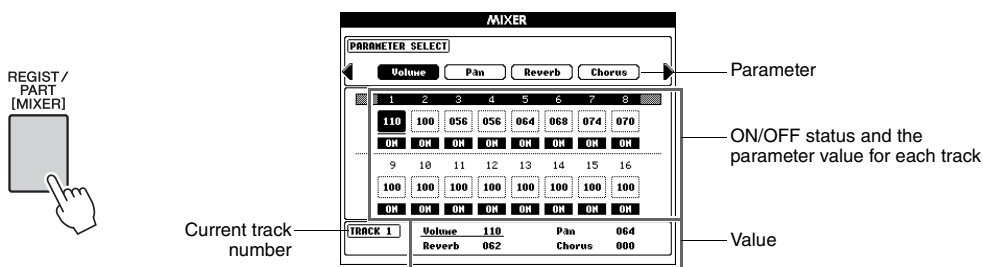 MIXER
PARAMETER SELECT
Volume Pan Reverb Chorus
Parameter
REGIST /
PART
[MIXER]
1 2 3 4 5 6 7 8
110 100 056 056 064 068 074 070
ON ON ON ON ON ON ON ON
ON/OFF status and the
parameter value for each track
9 10 11 12 13 14 15 16
100 100 100 100 100 100 100 100
ON ON ON ON ON ON ON ON
Current track
number
TRACK 1 Volume 110 Pan 064
Reverb 062 Chorus 000
Value